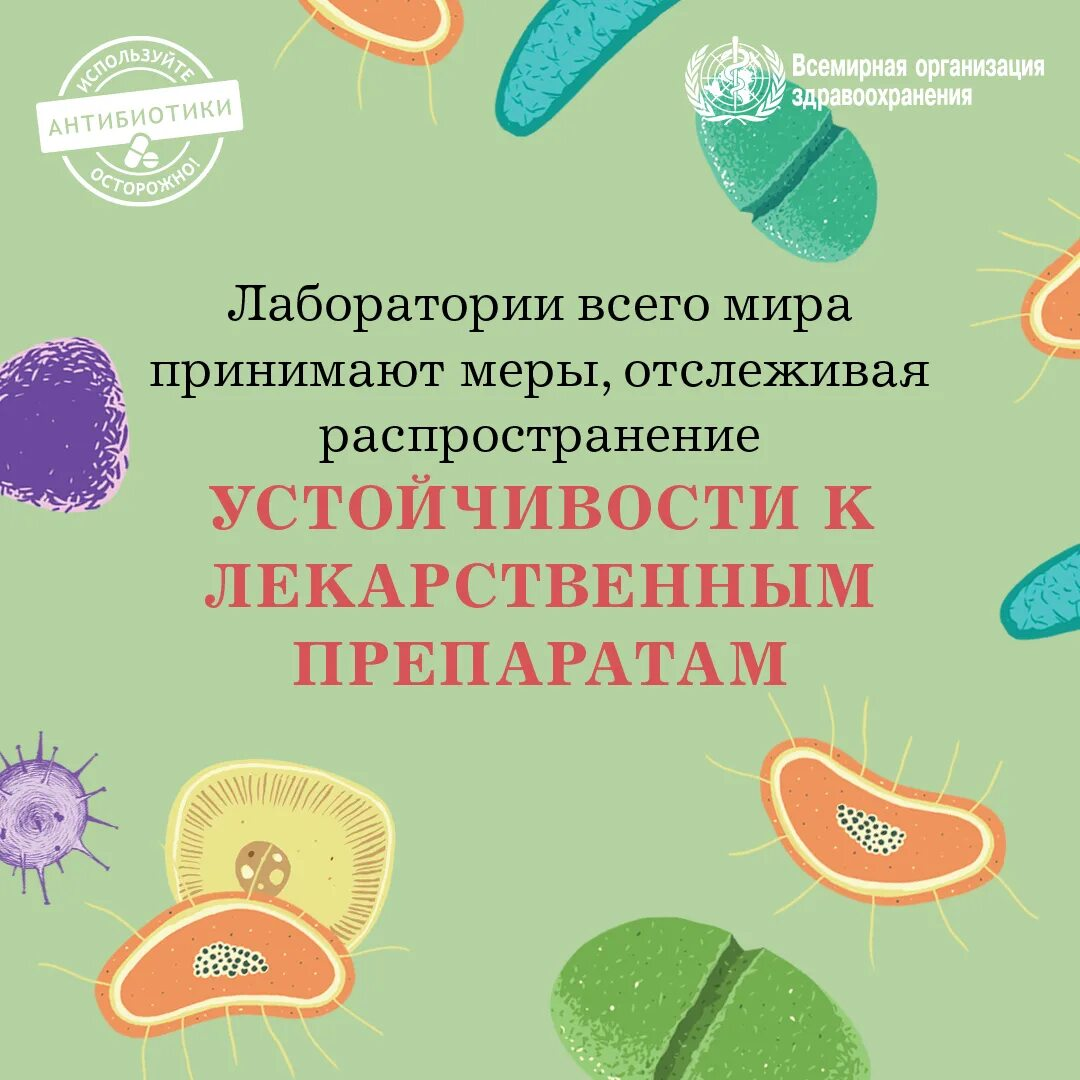 ИСПОЛЬЗУЙТЕ
АНТИБИОТИКИ
ОСТОРОЖНО!
Всемирная организация
здравоохранения
Лаборатории всего мира
принимают меры, отслеживая
распространение
УСТОЙЧИВОСТИ К
ЛЕКАРСТВЕННЫМ
ПРЕПАРАТАМ